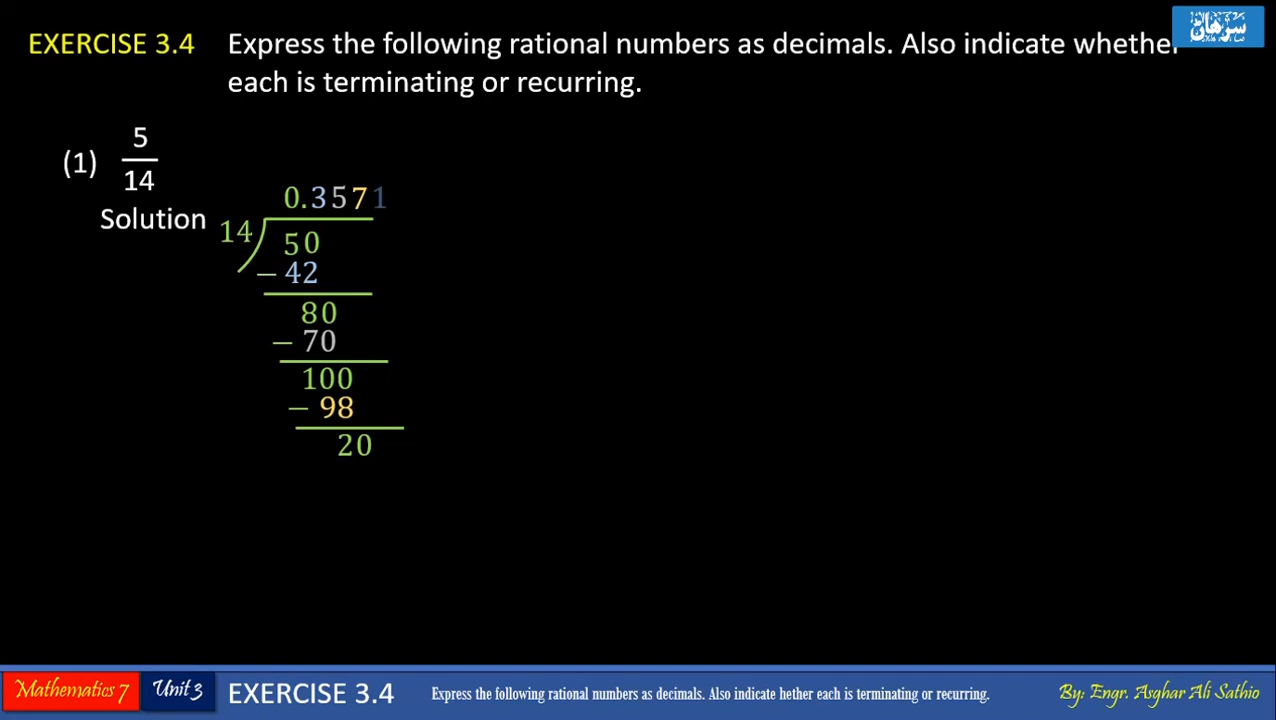 سرهاڻ
EXERCISE 3.4 Express the following rational numbers as decimals. Also indicate whether
each is terminating or recurring.
(1) 5/14
Solution
0.3571
14 50
− 42
80
− 70
100
− 98
20
Mathematics 7 Unit 3 EXERCISE 3.4 Express the following rational numbers as decimals. Also indicate hether each is terminating or recurring. By: Engr. Asghar Ali Sathio